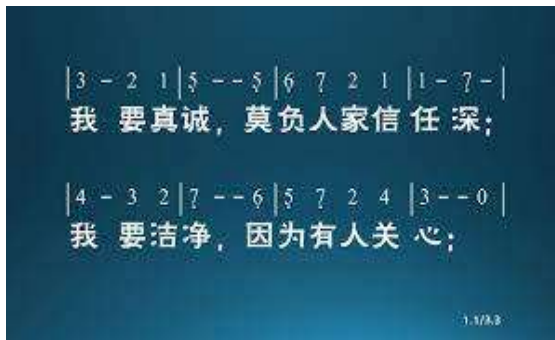 |3 - 2 1|5̣ - - 5̣|6̣ 7̣ 2 1|1 - 7̣ -|
我 要真诚，莫负人家信任深；
|4 - 3 2|7̣ - - 6̣|5̣ 7̣ 2 4|3 - - 0|
我 要洁净，因为有人关心；
1.1/3.3